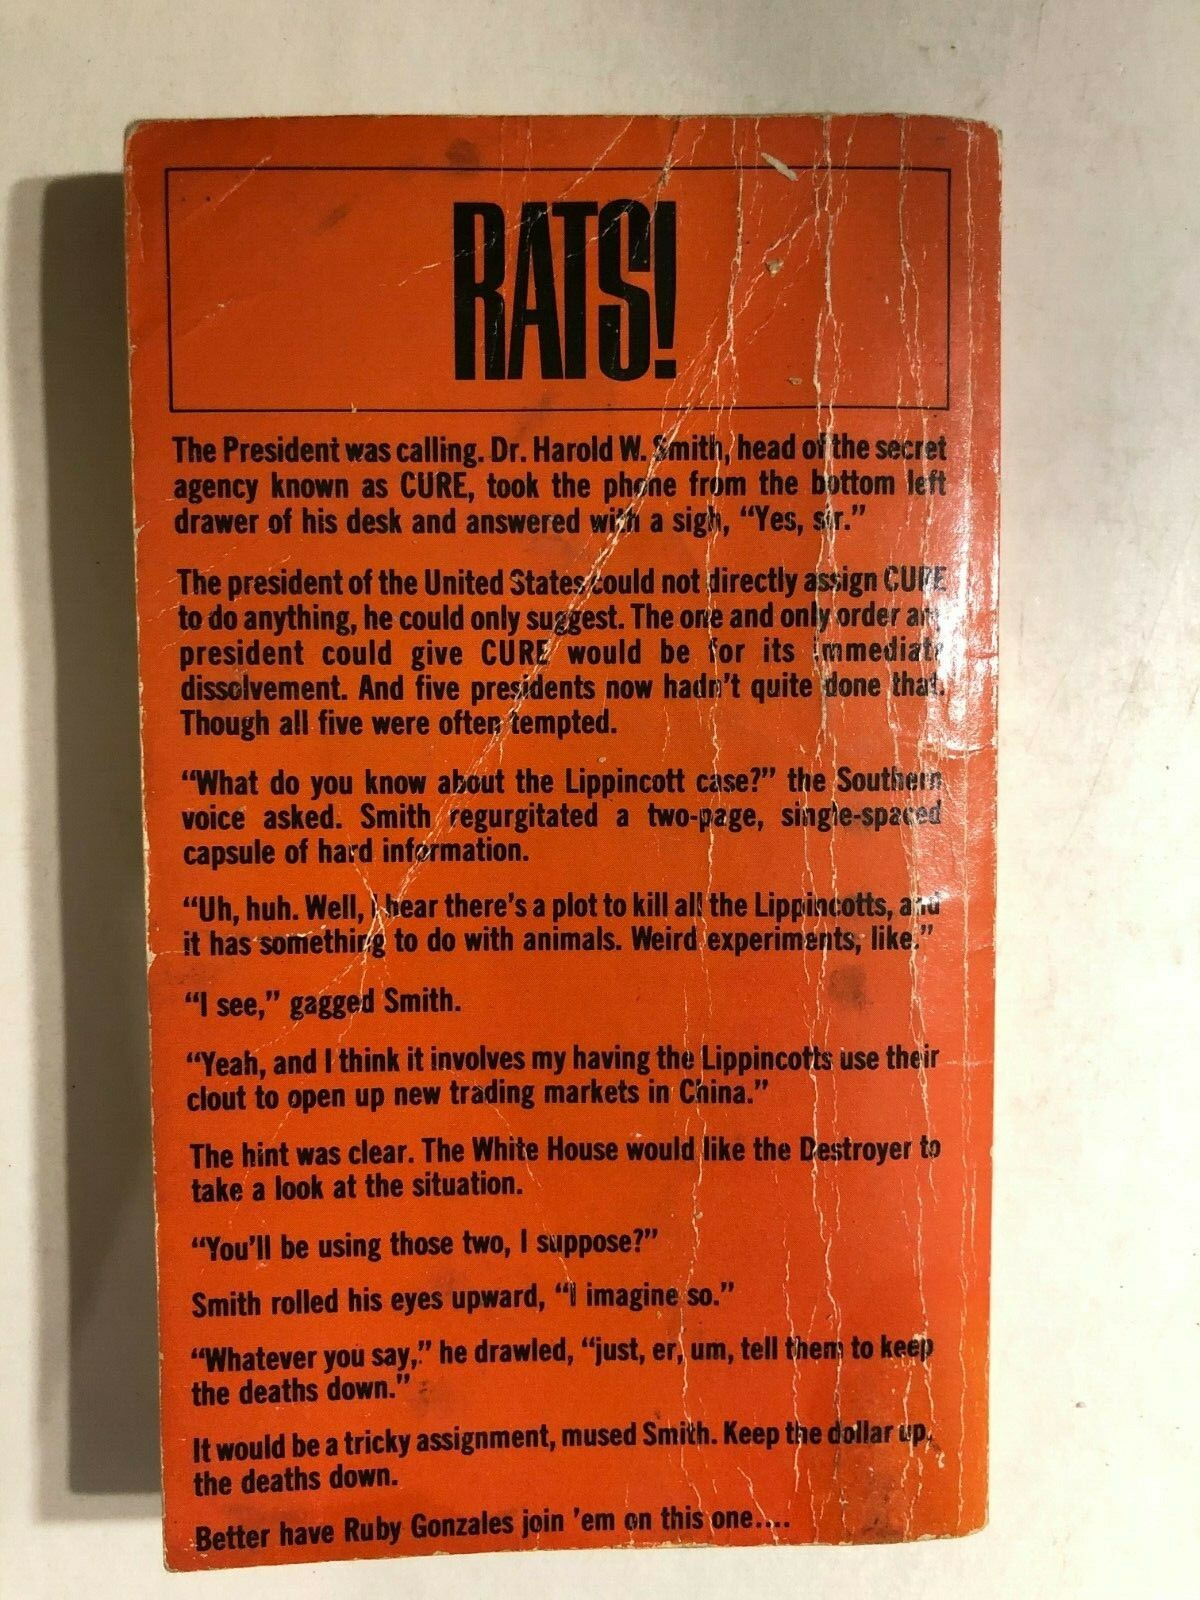 RATS!
The President was calling. Dr. Harold W. Smith, head of the secret
agency known as CURE, took the phone from the bottom left
drawer of his desk and answered with a sigh, “Yes, sir.”
The president of the United States could not directly assign CURE
to do anything, he could only suggest. The one and only order any
president could give CURE would be for its immediate
dissolvement. And five presidents now hadn't quite done that.
Though all five were often tempted.
“What do you know about the Lippincott case?” the Southern
voice asked. Smith regurgitated a two-page, single-spaced
capsule of hard information.
“Uh, huh. Well, I hear there's a plot to kill all the Lippincotts, and
it has something to do with animals. Weird experiments, like.”
“I see,” gagged Smith.
“Yeah, and I think it involves my having the Lippincotts use their
clout to open up new trading markets in China.”
The hint was clear. The White House would like the Destroyer to
take a look at the situation.
“You'll be using those two, I suppose?”
Smith rolled his eyes upward, “I imagine so.”
“Whatever you say,” he drawled, “just, er, um, tell them to keep
the deaths down.”
It would be a tricky assignment, mused Smith. Keep the dollar up,
the deaths down.
Better have Ruby Gonzales join 'em on this one....